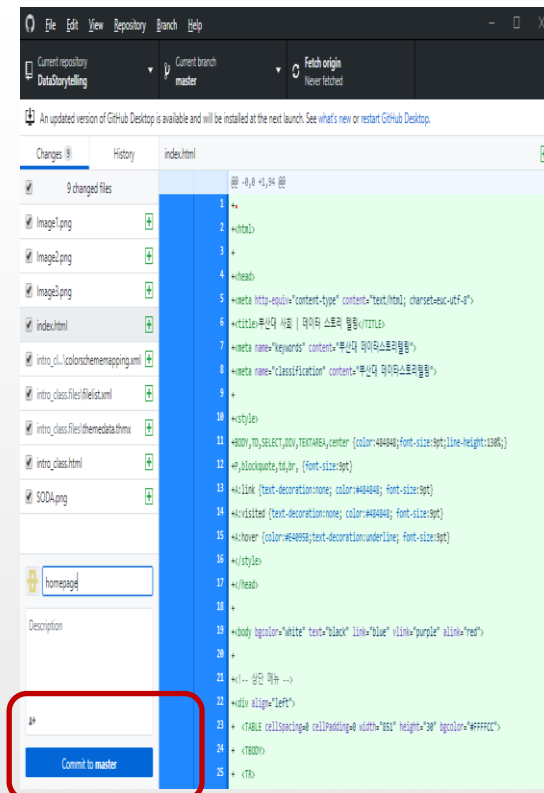 File Edit View Repository Branch Help
Current repository
DataStorytelling
Current branch
master
Fetch origin
Never fetched
An updated version of GitHub Desktop is available and will be installed at the next launch. See what's new or restart GitHub Desktop.
Changes 9 History index.html
9 changed files
Image1.png
Image2.png
Image3.png
index.html
intro_cl...\colorschememapping.xml
intro_class.files\filelist.xml
intro_class.files\themedata.thmx
intro_class.html
SODA.png
homepage
Description
Commit to master
@@ -0,0 +1,94 @@
1 +
2 +<html>
3 +
4 +<head>
5 +<meta http-equiv="content-type" content="text/html; charset=euc-utf-8">
6 +<title>부산대 사회 | 데이터 스토리 텔링</TITLE>
7 +<meta name="keywords" content="부산대 데이터스토리텔링">
8 +<meta name="classification" content="부산대 데이터스토리텔링">
9 +
10 +<style>
11 +BODY,TD,SELECT,DIV,TEXTAREA,center {color:484848;font-size:9pt;line-height:130%;}
12 +P,blockquote,td,br, {font-size:9pt}
13 +A:link {text-decoration:none; color:#484848; font-size:9pt}
14 +A:visited {text-decoration:none; color:#484848; font-size:9pt}
15 +A:hover {color:#E40958;text-decoration:underline; font-size:9pt}
16 +</style>
17 +</head>
18 +
19 +<body bgcolor="white" text="black" link="blue" vlink="purple" alink="red">
20 +
21 +<!-- 상단 메뉴 -->
22 +<div align="left">
23 + <TABLE cellSpacing=0 cellPadding=0 width="851" height="30" bgcolor="#FFFFCC">
24 + <TBODY>
25 + <TR>